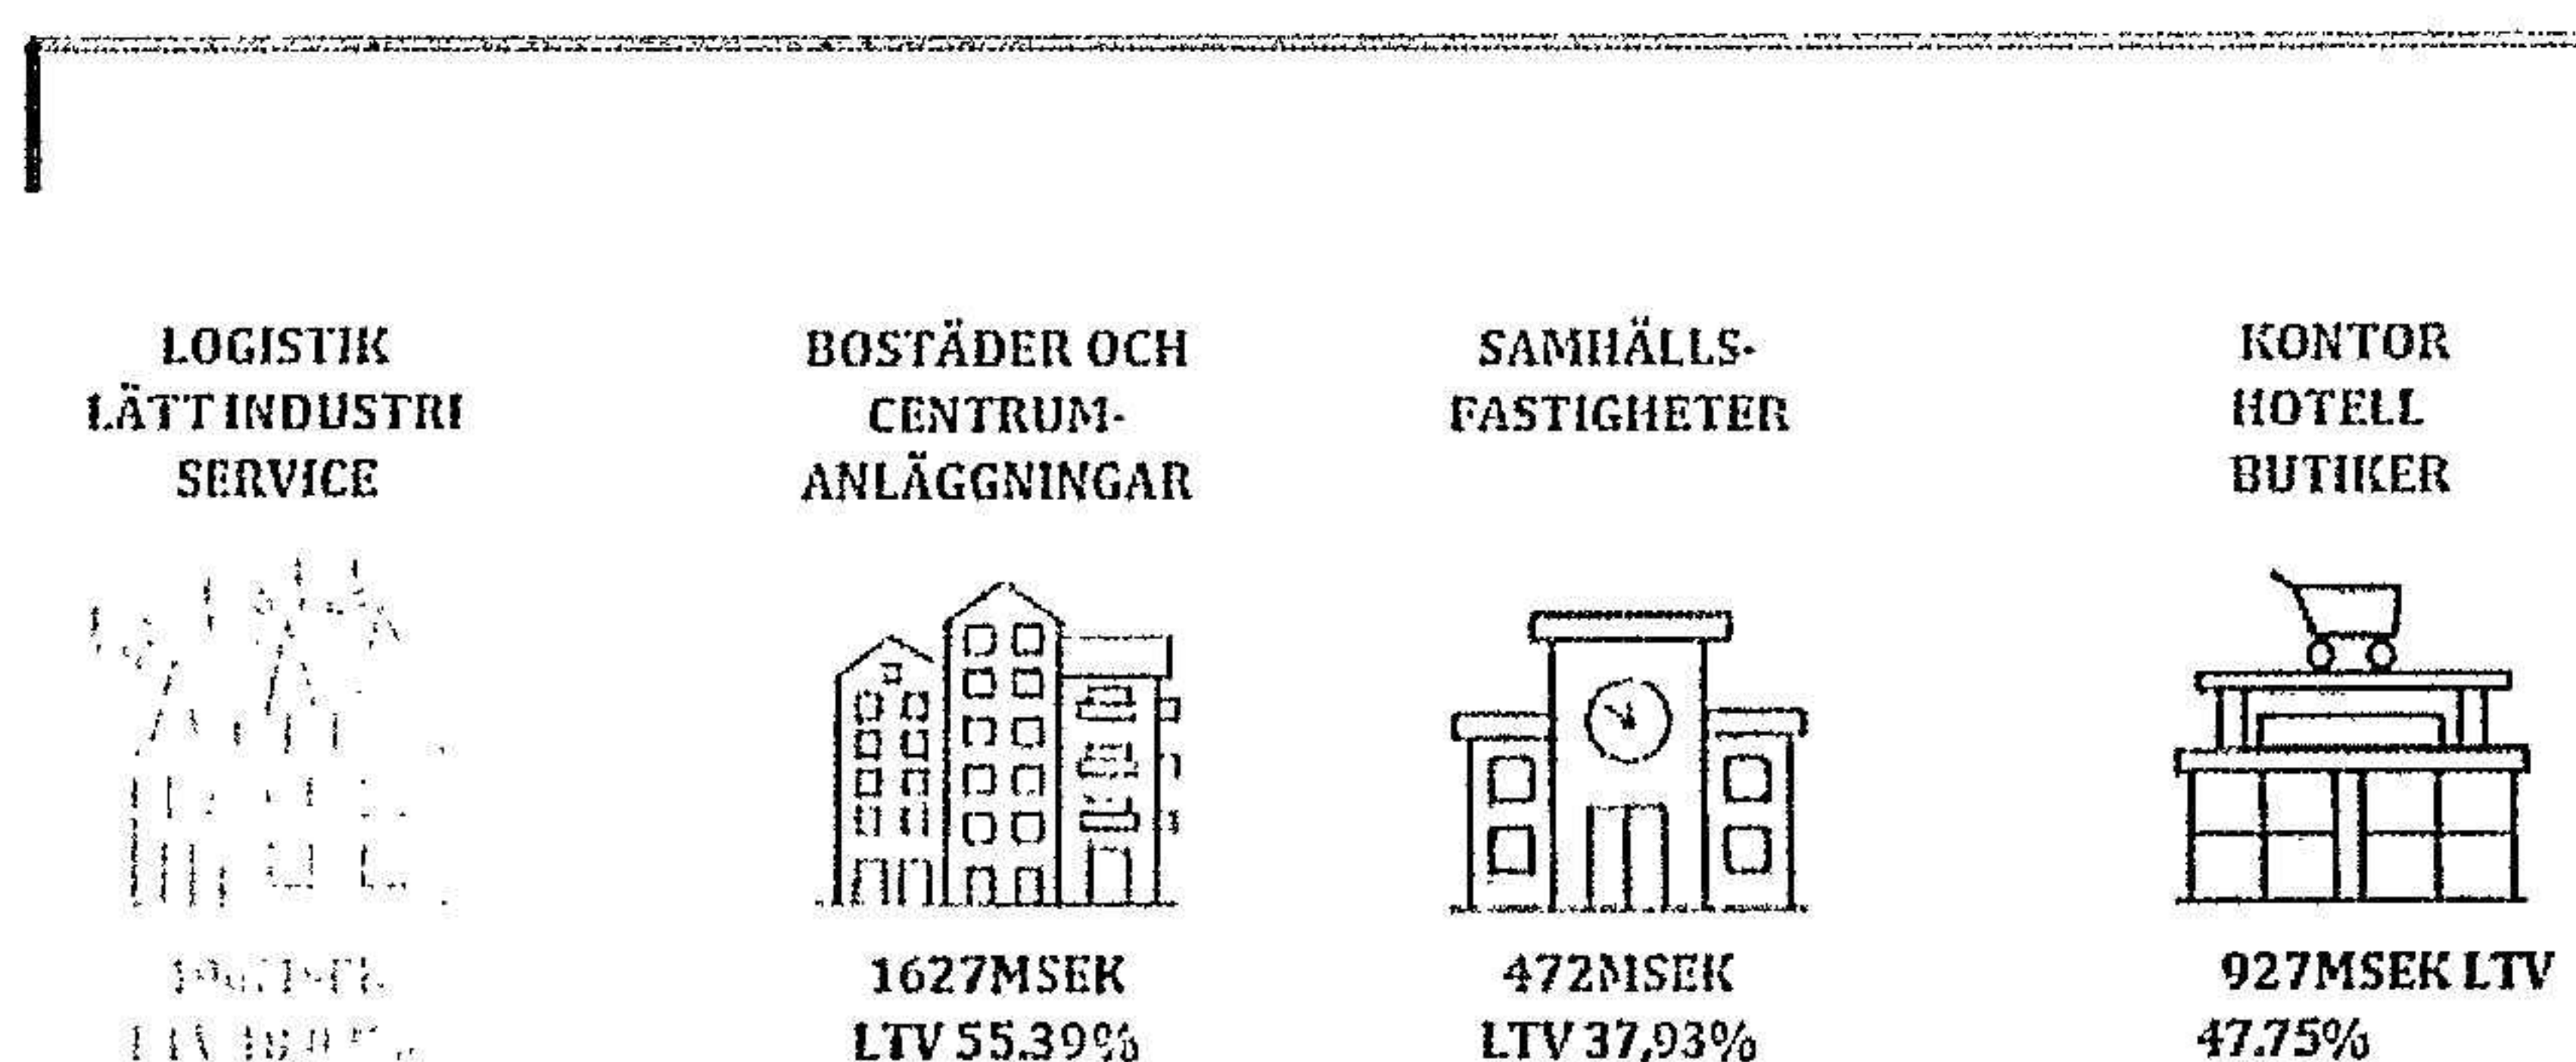 LOGISTIK
LÄTT INDUSTRI
SERVICE
BOSTÄDER OCH
CENTRUM-
ANLÄGGNINGAR
1627MSEK
LTV 55,39%
SAMHÄLLS-
FASTIGHETER
472MSEK
LTV 37,93%
KONTOR
HOTELL
BUTIKER
927MSEK LTV
47.75%